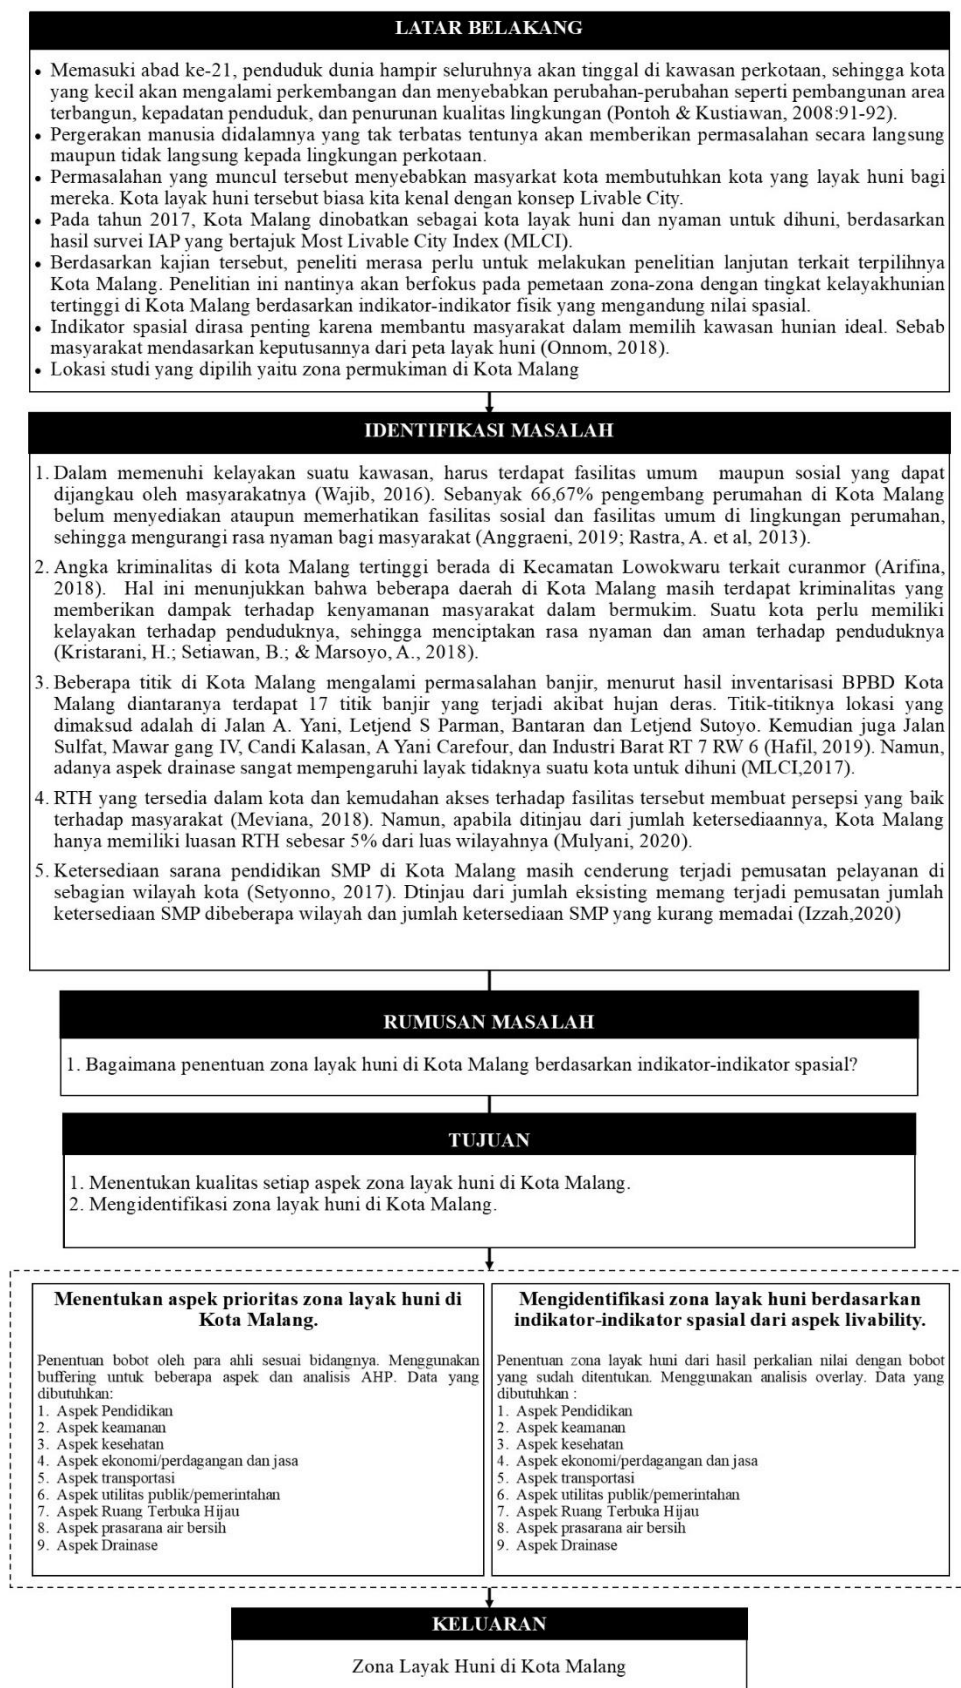 LATAR BELAKANG
• Memasuki abad ke-21, penduduk dunia hampir seluruhnya akan tinggal di kawasan perkotaan, sehingga kota
yang kecil akan mengalami perkembangan dan menyebabkan perubahan-perubahan seperti pembangunan area
terbangun, kepadatan penduduk, dan penurunan kualitas lingkungan (Pontoh & Kustiawan, 2008:91-92).
• Pergerakan manusia didalamnya yang tak terbatas tentunya akan memberikan permasalahan secara langsung
maupun tidak langsung kepada lingkungan perkotaan.
• Permasalahan yang muncul tersebut menyebabkan masyarkat kota membutuhkan kota yang layak huni bagi
mereka. Kota layak huni tersebut biasa kita kenal dengan konsep Livable City.
• Pada tahun 2017, Kota Malang dinobatkan sebagai kota layak huni dan nyaman untuk dihuni, berdasarkan
hasil survei IAP yang bertajuk Most Livable City Index (MLCI).
• Berdasarkan kajian tersebut, peneliti merasa perlu untuk melakukan penelitian lanjutan terkait terpilihnya
Kota Malang. Penelitian ini nantinya akan berfokus pada pemetaan zona-zona dengan tingkat kelayakhunian
tertinggi di Kota Malang berdasarkan indikator-indikator fisik yang mengandung nilai spasial.
• Indikator spasial dirasa penting karena membantu masyarakat dalam memilih kawasan hunian ideal. Sebab
masyarakat mendasarkan keputusannya dari peta layak huni (Onnom, 2018).
• Lokasi studi yang dipilih yaitu zona permukiman di Kota Malang
IDENTIFIKASI MASALAH
1. Dalam memenuhi kelayakan suatu kawasan, harus terdapat fasilitas umum maupun sosial yang dapat
dijangkau oleh masyarakatnya (Wajib, 2016). Sebanyak 66,67% pengembang perumahan di Kota Malang
belum menyediakan ataupun memerhatikan fasilitas sosial dan fasilitas umum di lingkungan perumahan,
sehingga mengurangi rasa nyaman bagi masyarakat (Anggraeni, 2019; Rastra, A. et al, 2013).
2. Angka kriminalitas di kota Malang tertinggi berada di Kecamatan Lowokwaru terkait curanmor (Arifina,
2018). Hal ini menunjukkan bahwa beberapa daerah di Kota Malang masih terdapat kriminalitas yang
memberikan dampak terhadap kenyamanan masyarakat dalam bermukim. Suatu kota perlu memiliki
kelayakan terhadap penduduknya, sehingga menciptakan rasa nyaman dan aman terhadap penduduknya
(Kristarani, H.; Setiawan, B.; & Marsoyo, A., 2018).
3. Beberapa titik di Kota Malang mengalami permasalahan banjir, menurut hasil inventarisasi BPBD Kota
Malang diantaranya terdapat 17 titik banjir yang terjadi akibat hujan deras. Titik-titiknya lokasi yang
dimaksud adalah di Jalan A. Yani, Letjend S Parman, Bantaran dan Letjend Sutoyo. Kemudian juga Jalan
Sulfat, Mawar gang IV, Candi Kalasan, A Yani Carefour, dan Industri Barat RT 7 RW 6 (Hafil, 2019). Namun,
adanya aspek drainase sangat mempengaruhi layak tidaknya suatu kota untuk dihuni (MLCI,2017).
4. RTH yang tersedia dalam kota dan kemudahan akses terhadap fasilitas tersebut membuat persepsi yang baik
terhadap masyarakat (Meviana, 2018). Namun, apabila ditinjau dari jumlah ketersediaannya, Kota Malang
hanya memiliki luasan RTH sebesar 5% dari luas wilayahnya (Mulyani, 2020).
5. Ketersediaan sarana pendidikan SMP di Kota Malang masih cenderung terjadi pemusatan pelayanan di
sebagian wilayah kota (Setyonno, 2017). Dtinjau dari jumlah eksisting memang terjadi pemusatan jumlah
ketersediaan SMP dibeberapa wilayah dan jumlah ketersediaan SMP yang kurang memadai (Izzah,2020)
RUMUSAN MASALAH
1. Bagaimana penentuan zona layak huni di Kota Malang berdasarkan indikator-indikator spasial?
TUJUAN
1. Menentukan kualitas setiap aspek zona layak huni di Kota Malang.
2. Mengidentifikasi zona layak huni di Kota Malang.
Menentukan aspek prioritas zona layak huni di
Kota Malang.
Penentuan bobot oleh para ahli sesuai bidangnya. Menggunakan
buffering untuk beberapa aspek dan analisis AHP. Data yang
dibutuhkan:
1. Aspek Pendidikan
2. Aspek keamanan
3. Aspek kesehatan
4. Aspek ekonomi/perdagangan dan jasa
5. Aspek transportasi
6. Aspek utilitas publik/pemerintahan
7. Aspek Ruang Terbuka Hijau
8. Aspek prasarana air bersih
9. Aspek Drainase
Mengidentifikasi zona layak huni berdasarkan
indikator-indikator spasial dari aspek livability.
Penentuan zona layak huni dari hasil perkalian nilai dengan bobot
yang sudah ditentukan. Menggunakan analisis overlay. Data yang
dibutuhkan :
1. Aspek Pendidikan
2. Aspek keamanan
3. Aspek kesehatan
4. Aspek ekonomi/perdagangan dan jasa
5. Aspek transportasi
6. Aspek utilitas publik/pemerintahan
7. Aspek Ruang Terbuka Hijau
8. Aspek prasarana air bersih
9. Aspek Drainase
KELUARAN
Zona Layak Huni di Kota Malang